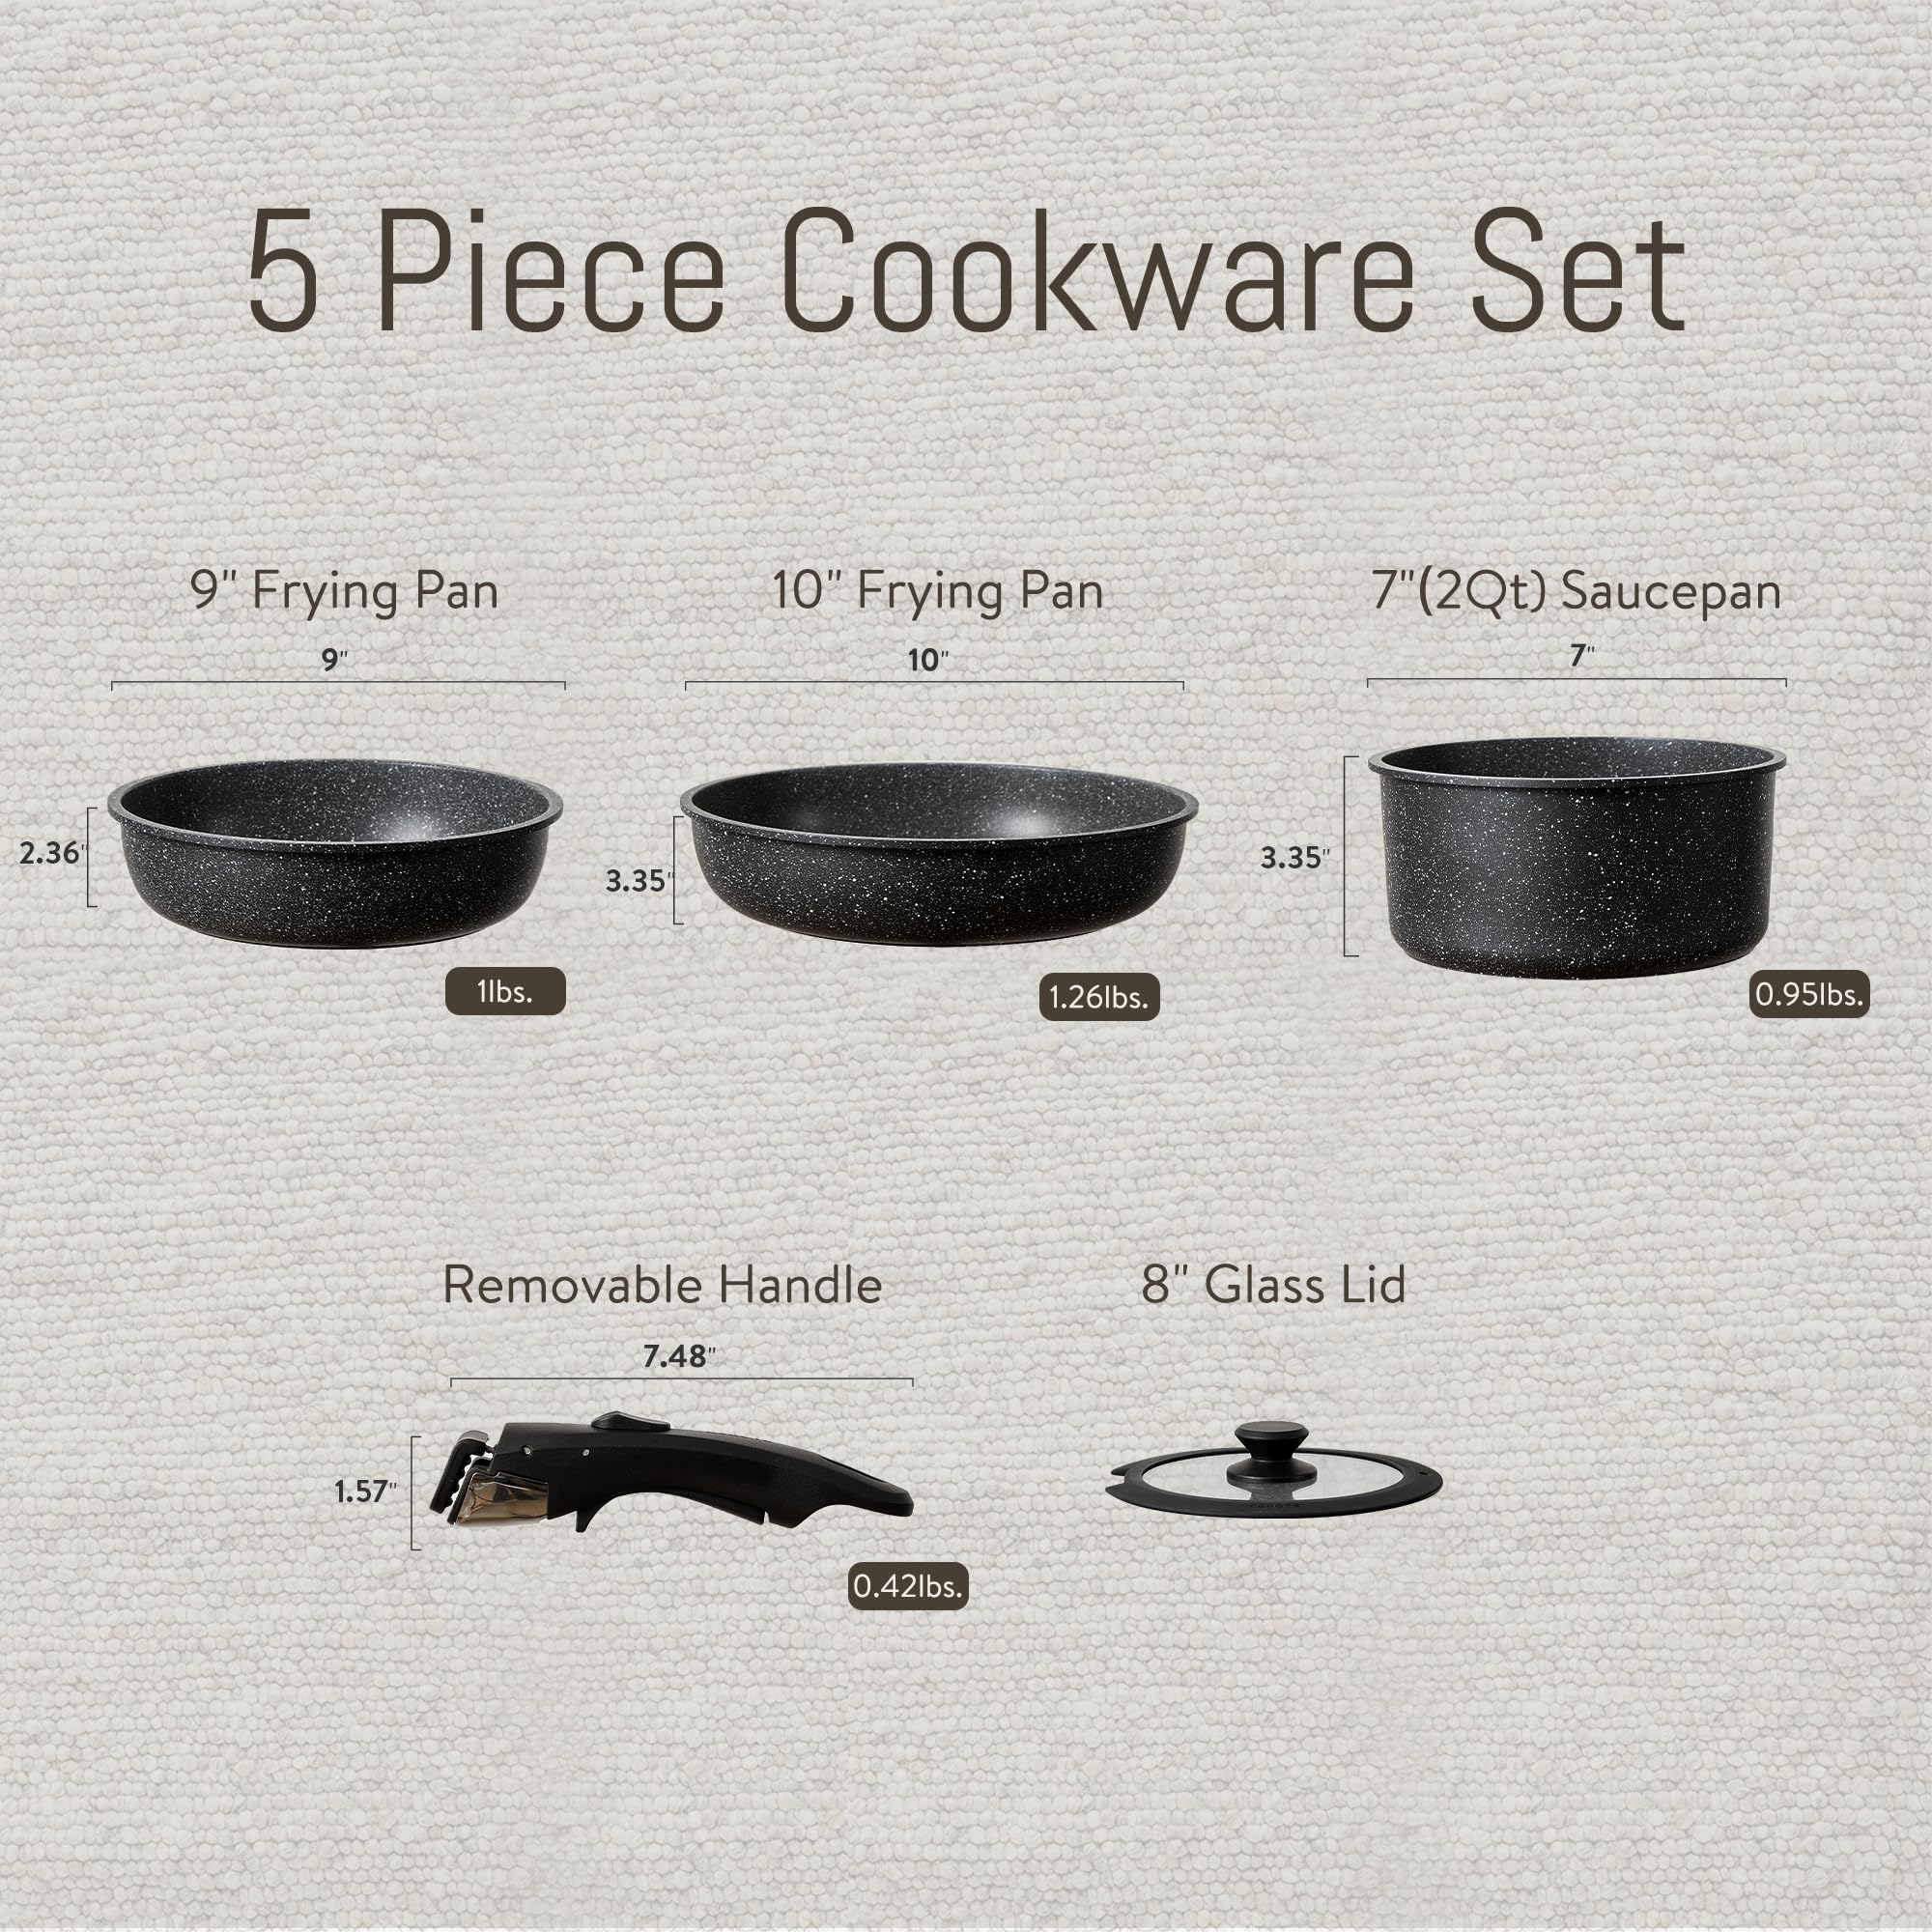 5 Piece Cookware Set
9" Frying Pan
10" Frying Pan
7"(2Qt) Saucepan
9"
10"
7"
2.36"
3.35"
3.35"
1lbs.
1.26lbs.
0.95lbs.
Removable Handle
8" Glass Lid
7.48"
1.57"
0.42lbs.